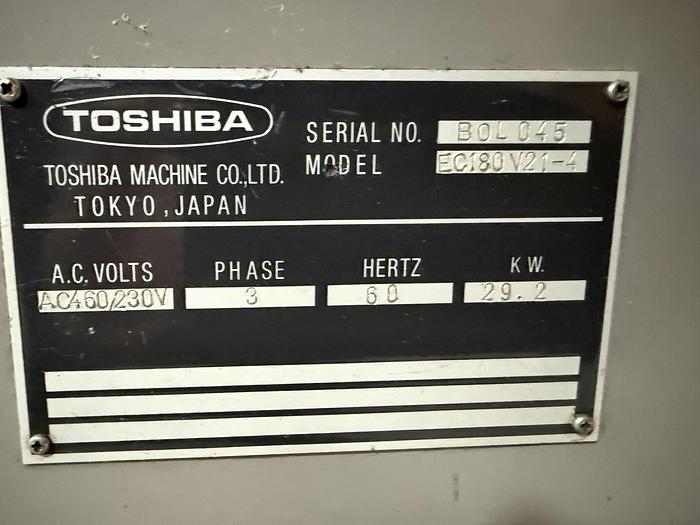 TOSHIBA
TOSHIBA MACHINE CO.,LTD.
TOKYO, JAPAN
SERIAL NO. BOL045
MODEL EC180V21-4
A.C. VOLTS PHASE HERTZ KW.
AC460/230V 3 60 29.2